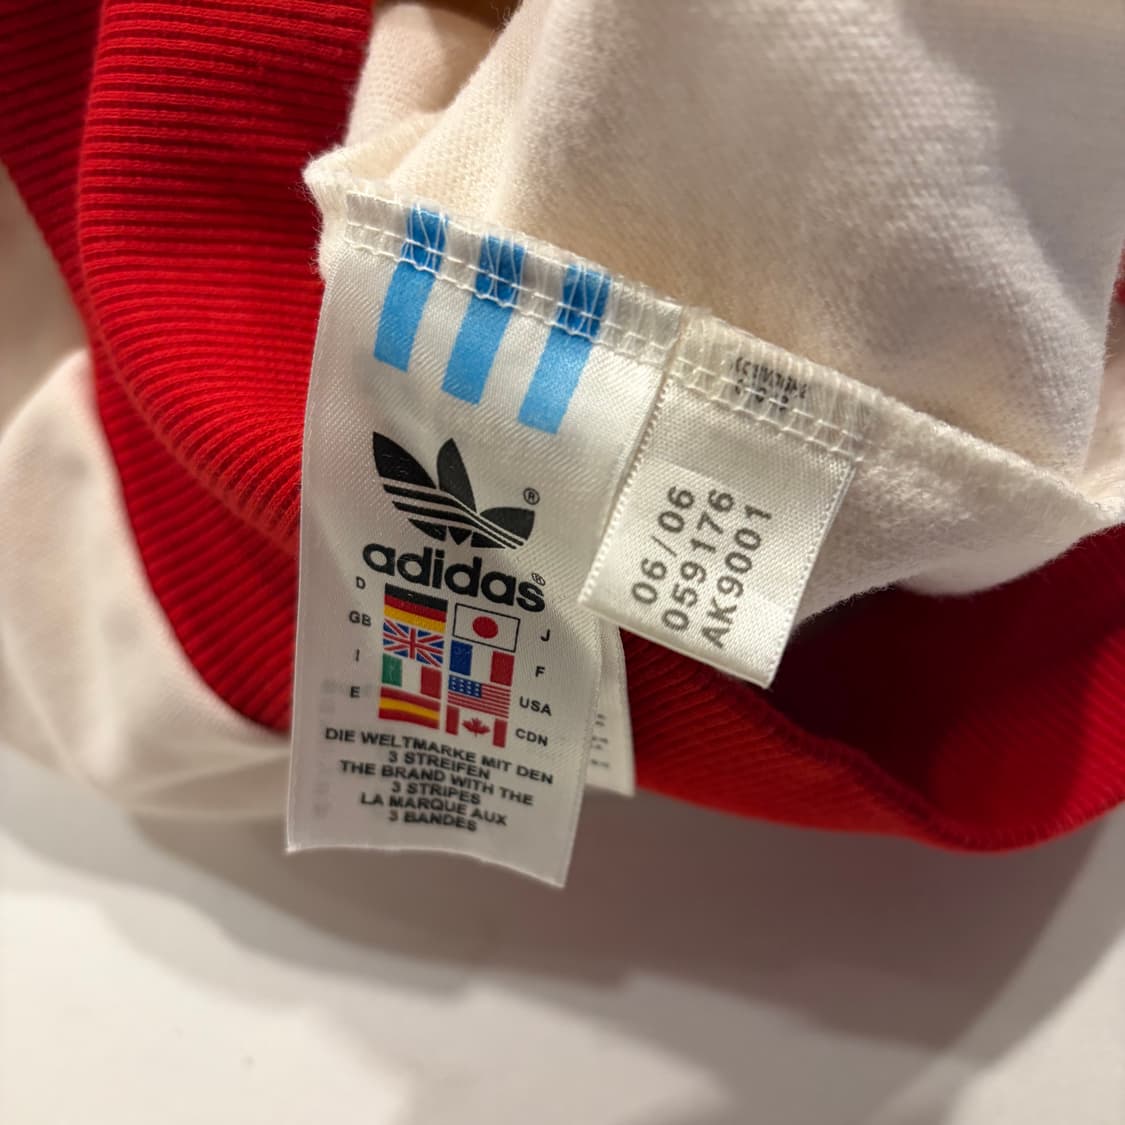 ®
adidas®
D
GB
J
I
F
E
USA
CDN
DIE WELTMARKE MIT DEN
3 STREIFEN
THE BRAND WITH THE
3 STRIPES
LA MARQUE AUX
3 BANDES
06/06
059176
AK9001